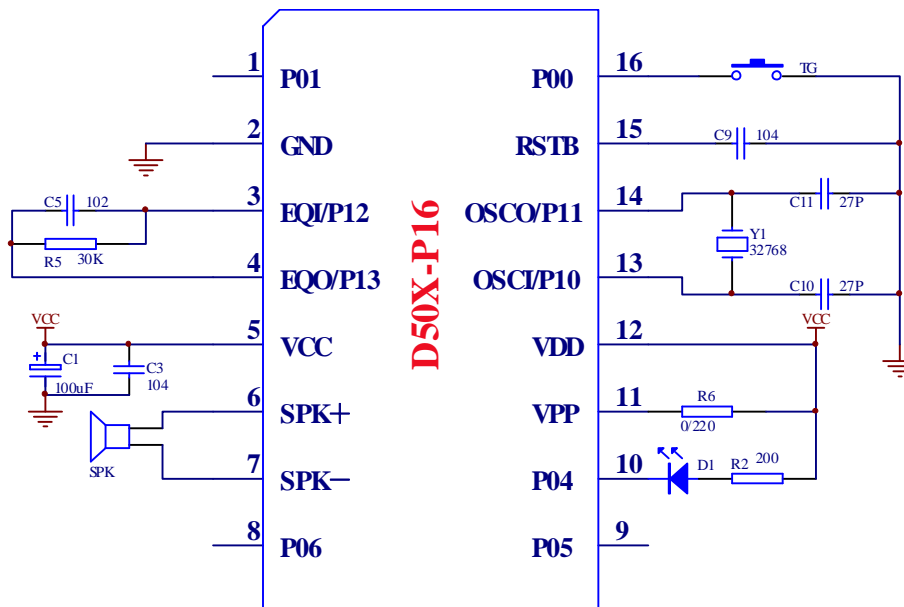 1
P01
2
GND
3
EQI/P12
4
EQO/P13
5
VCC
6
SPK+
7
SPK—
8
P06
D50X-P16
16
P00
15
RSTB
14
OSCO/P11
13
OSCI/P10
12
VDD
11
VPP
10
P04
9
P05
C5
102
R5
30K
VCC
+
C1
100uF
C3
104
SPK
TG
C9
104
C11
27P
Y1
32768
C10
27P
VCC
R6
0/220
D1
R2
200